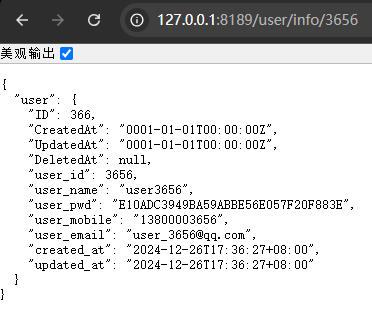 127.0.0.1:8189/user/info/3656
美观输出
{
  "user": {
    "ID": 366,
    "CreatedAt": "0001-01-01T00:00:00Z",
    "UpdatedAt": "0001-01-01T00:00:00Z",
    "DeletedAt": null,
    "user_id": 3656,
    "user_name": "user3656",
    "user_pwd": "E10ADC3949BA59ABBE56E057F20F883E",
    "user_mobile": "13800003656",
    "user_email": "user_3656@qq.com",
    "created_at": "2024-12-26T17:36:27+08:00",
    "updated_at": "2024-12-26T17:36:27+08:00"
  }
}